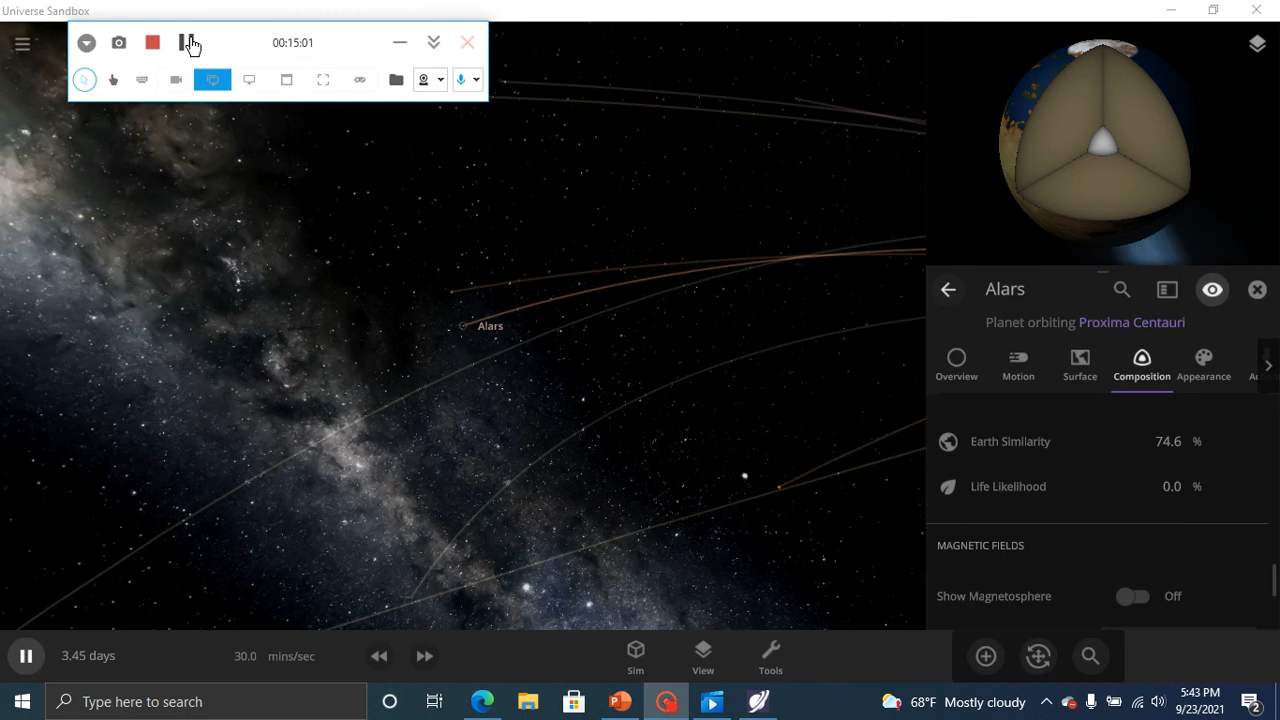 Universe Sandbox
00:15:01
Alars
Alars
Planet orbiting Proxima Centauri
Overview Motion Surface Composition Appearance
Earth Similarity 74.6 %
Life Likelihood 0.0 %
MAGNETIC FIELDS
Show Magnetosphere Off
3.45 days 30.0 mins/sec Sim View Tools
Type here to search
68°F Mostly cloudy
5:43 PM
9/23/2021
2